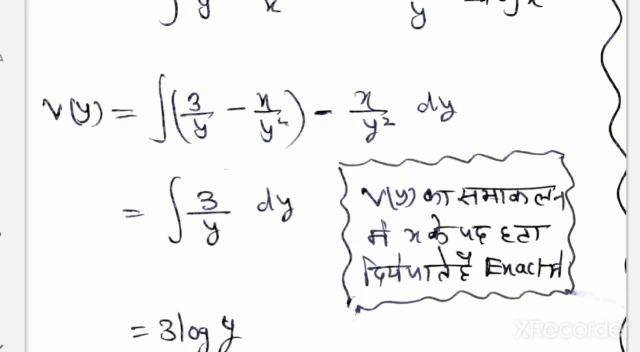 v(y) = ∫(3/y − x/y²) − x/y² dy
= ∫ 3/y dy
v(y) का समाकलन
में x के पद हटा
दिये जाते हैं Exact में
= 3 log y
XRecorder